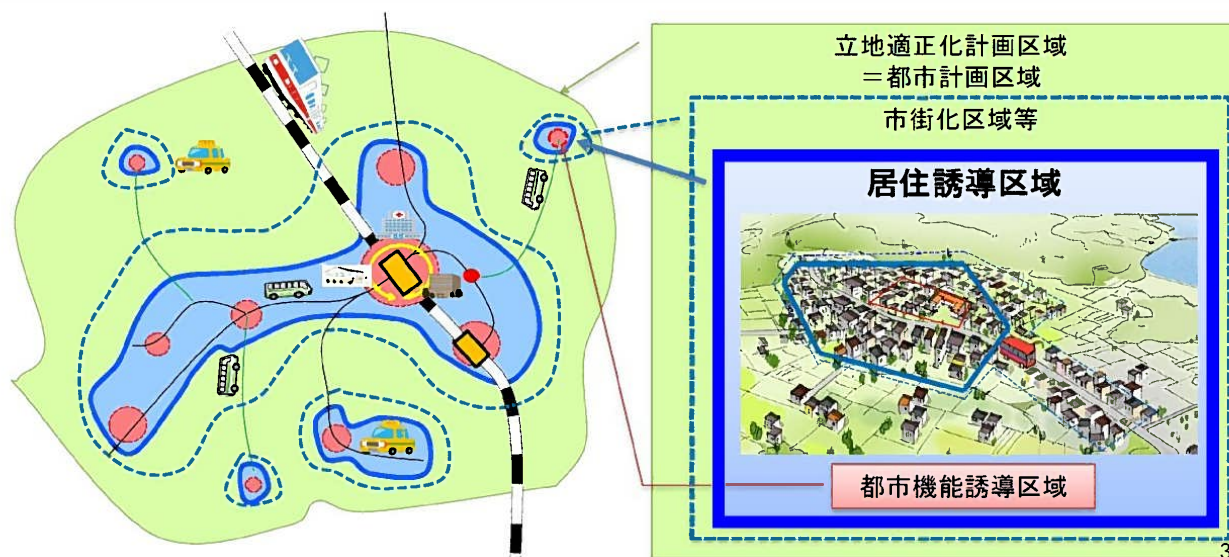 立地適正化計画区域
＝都市計画区域
市街化区域等
居住誘導区域
都市機能誘導区域
3